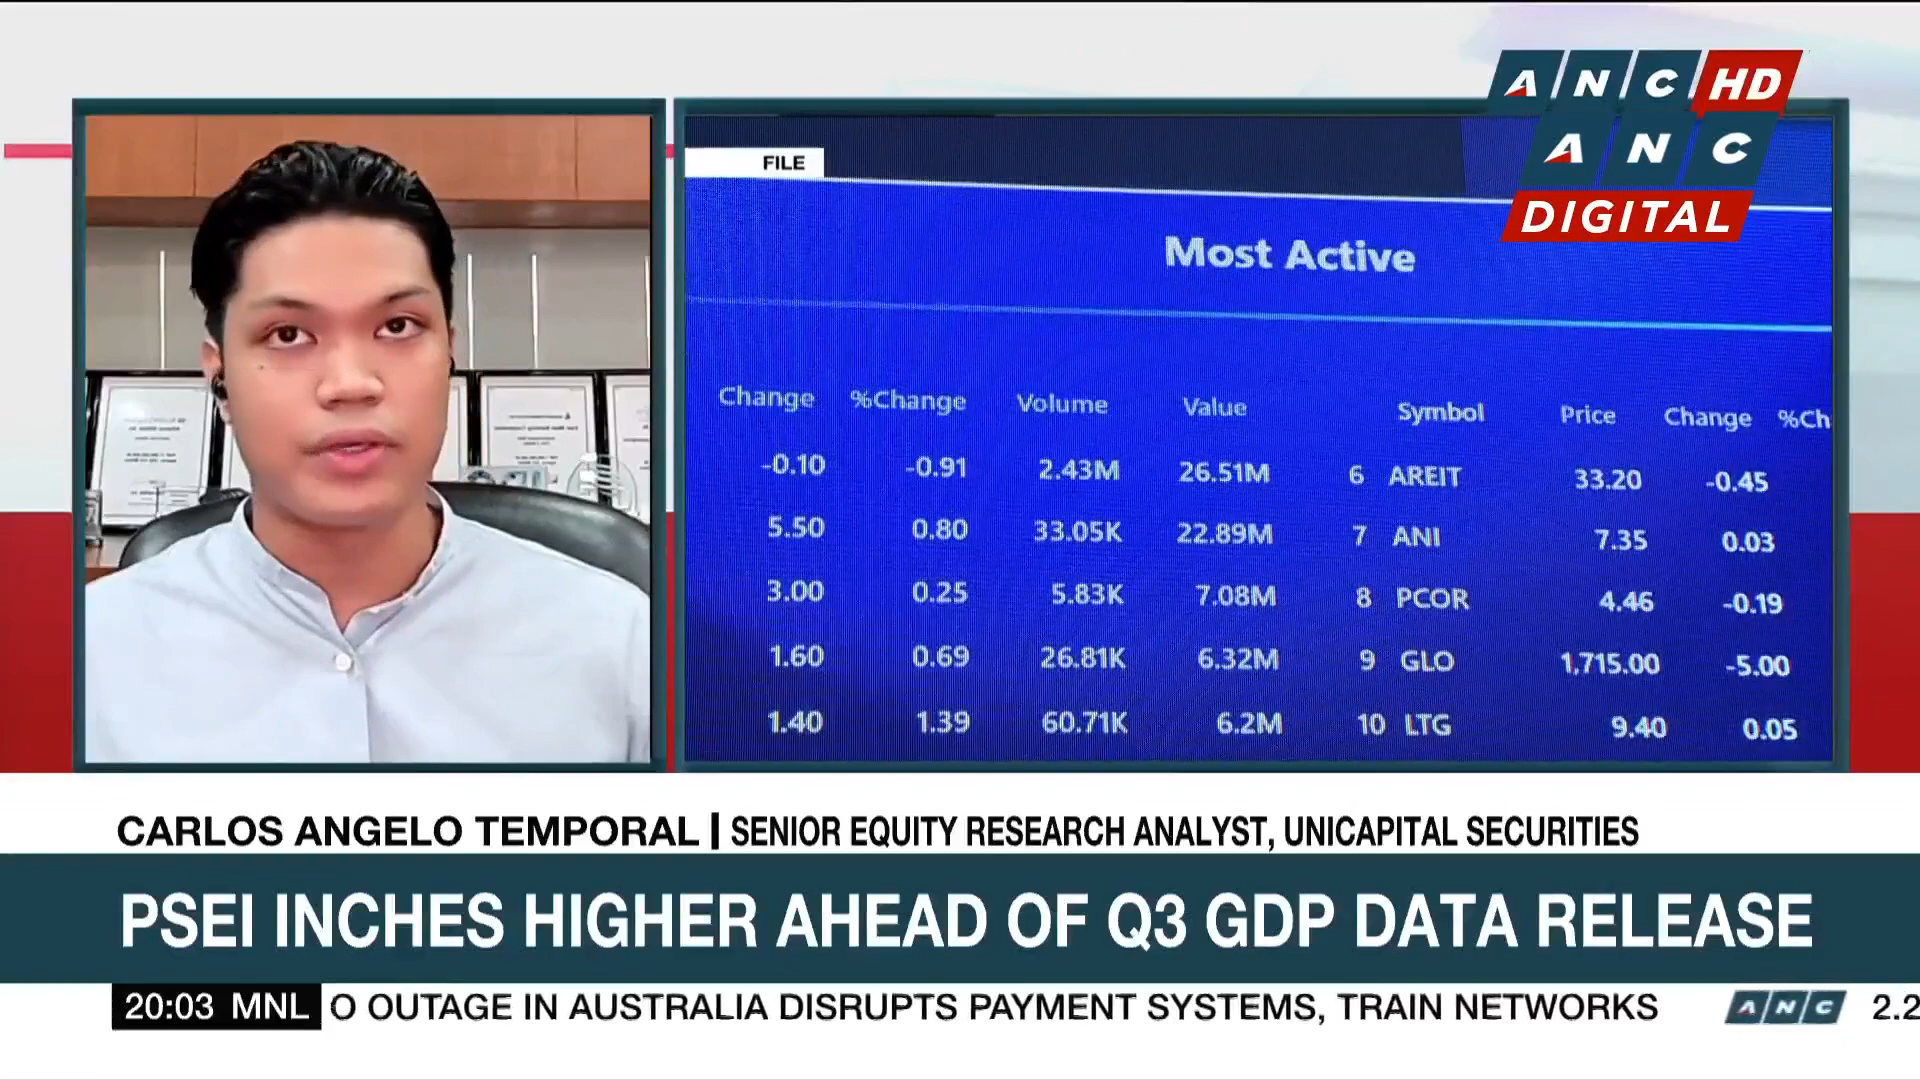 ANC HD
ANC
DIGITAL
FILE
Most Active
Change %Change Volume Value Symbol Price Change %Ch
-0.10 -0.91 2.43M 26.51M 6 AREIT 33.20 -0.45
5.50 0.80 33.05K 22.89M 7 ANI 7.35 0.03
3.00 0.25 5.83K 7.08M 8 PCOR 4.46 -0.19
1.60 0.69 26.81K 6.32M 9 GLO 1,715.00 -5.00
1.40 1.39 60.71K 6.2M 10 LTG 9.40 0.05
CARLOS ANGELO TEMPORAL | SENIOR EQUITY RESEARCH ANALYST, UNICAPITAL SECURITIES
PSEI INCHES HIGHER AHEAD OF Q3 GDP DATA RELEASE
20:03 MNL O OUTAGE IN AUSTRALIA DISRUPTS PAYMENT SYSTEMS, TRAIN NETWORKS ANC 2.2